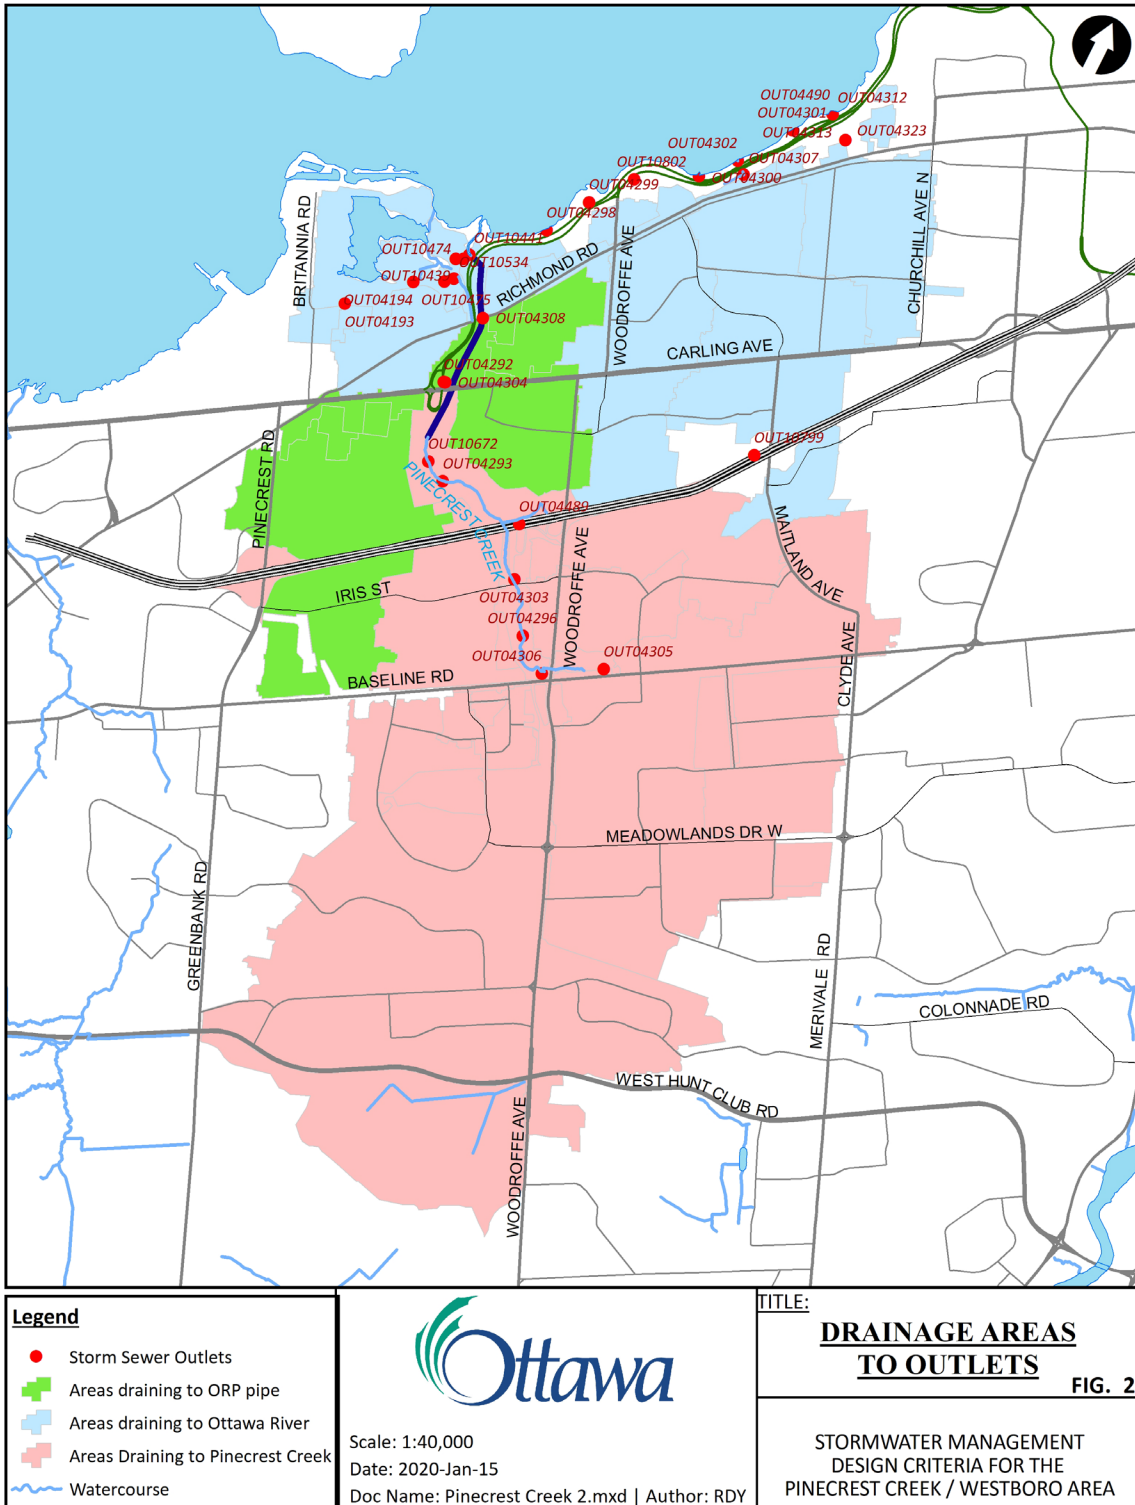 OUT04490
OUT04312
OUT04301
OUT04313
OUT04323
OUT04302
OUT04307
OUT10802
OUT04300
OUT04299
OUT04298
CHURCHILL AVE N
BRITANNIA RD
OUT10441
OUT10474
OUT10534
RICHMOND RD
WOODROFFE AVE
OUT10439
OUT04194
OUT10475
OUT04193
OUT04308
CARLING AVE
OUT04292
OUT04304
PINECREST RD
OUT10672
OUT04293
OUT10799
PINECREST CREEK
OUT04489
MAITLAND AVE
WOODROFFE AVE
IRIS ST
OUT04303
OUT04296
OUT04306
OUT04305
CLYDE AVE
BASELINE RD
MEADOWLANDS DR W
GREENBANK RD
MERIVALE RD
COLONNADE RD
WEST HUNT CLUB RD
WOODROFFE AVE
Legend
Storm Sewer Outlets
Areas draining to ORP pipe
Areas draining to Ottawa River
Areas Draining to Pinecrest Creek
Watercourse
Ottawa
Scale: 1:40,000
Date: 2020-Jan-15
Doc Name: Pinecrest Creek 2.mxd | Author: RDY
TITLE:
DRAINAGE AREAS
TO OUTLETS
FIG. 2
STORMWATER MANAGEMENT
DESIGN CRITERIA FOR THE
PINECREST CREEK / WESTBORO AREA